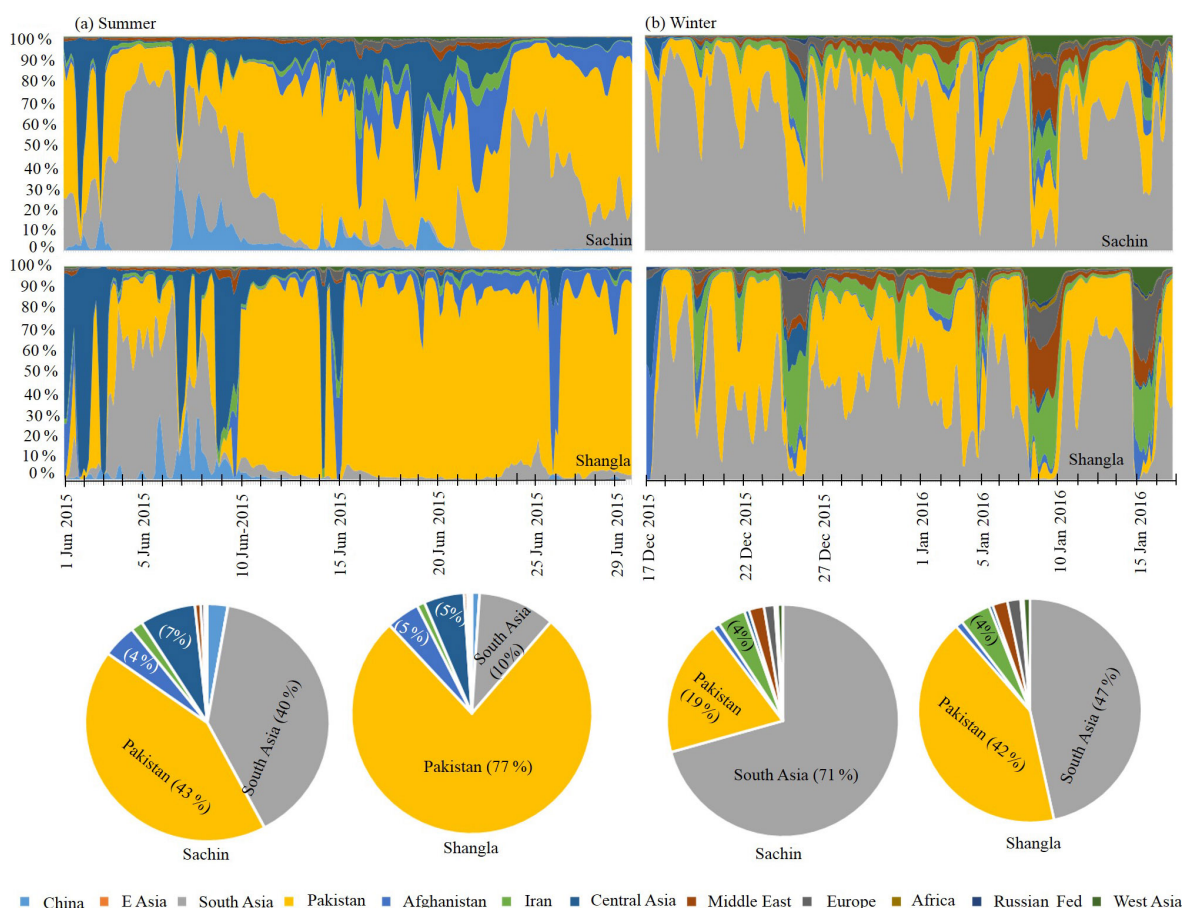 (a) Summer
(b) Winter
100 %
90 %
80 %
70 %
60 %
50 %
40 %
30 %
20 %
10 %
0 %
Sachin
Sachin
100 %
90 %
80 %
70 %
60 %
50 %
40 %
30 %
20 %
10 %
0 %
Shangla
Shangla
1 Jun 2015
5 Jun 2015
10 Jun-2015
15 Jun 2015
20 Jun 2015
25 Jun 2015
29 Jun 2015
17 Dec 2015
22 Dec 2015
27 Dec 2015
1 Jan 2016
5 Jan 2016
10 Jan 2016
15 Jan 2016
(7%)
(4%)
South Asia (40 %)
Pakistan (43 %)
Sachin
(5%)
(5 %)
South Asia
(10%)
Pakistan (77 %)
Shangla
(4%)
Pakistan
(19 %)
South Asia (71 %)
Sachin
(4%)
Pakistan (42 %)
South Asia (47 %)
Shangla
China E Asia South Asia Pakistan Afghanistan Iran Central Asia Middle East Europe Africa Russian Fed West Asia